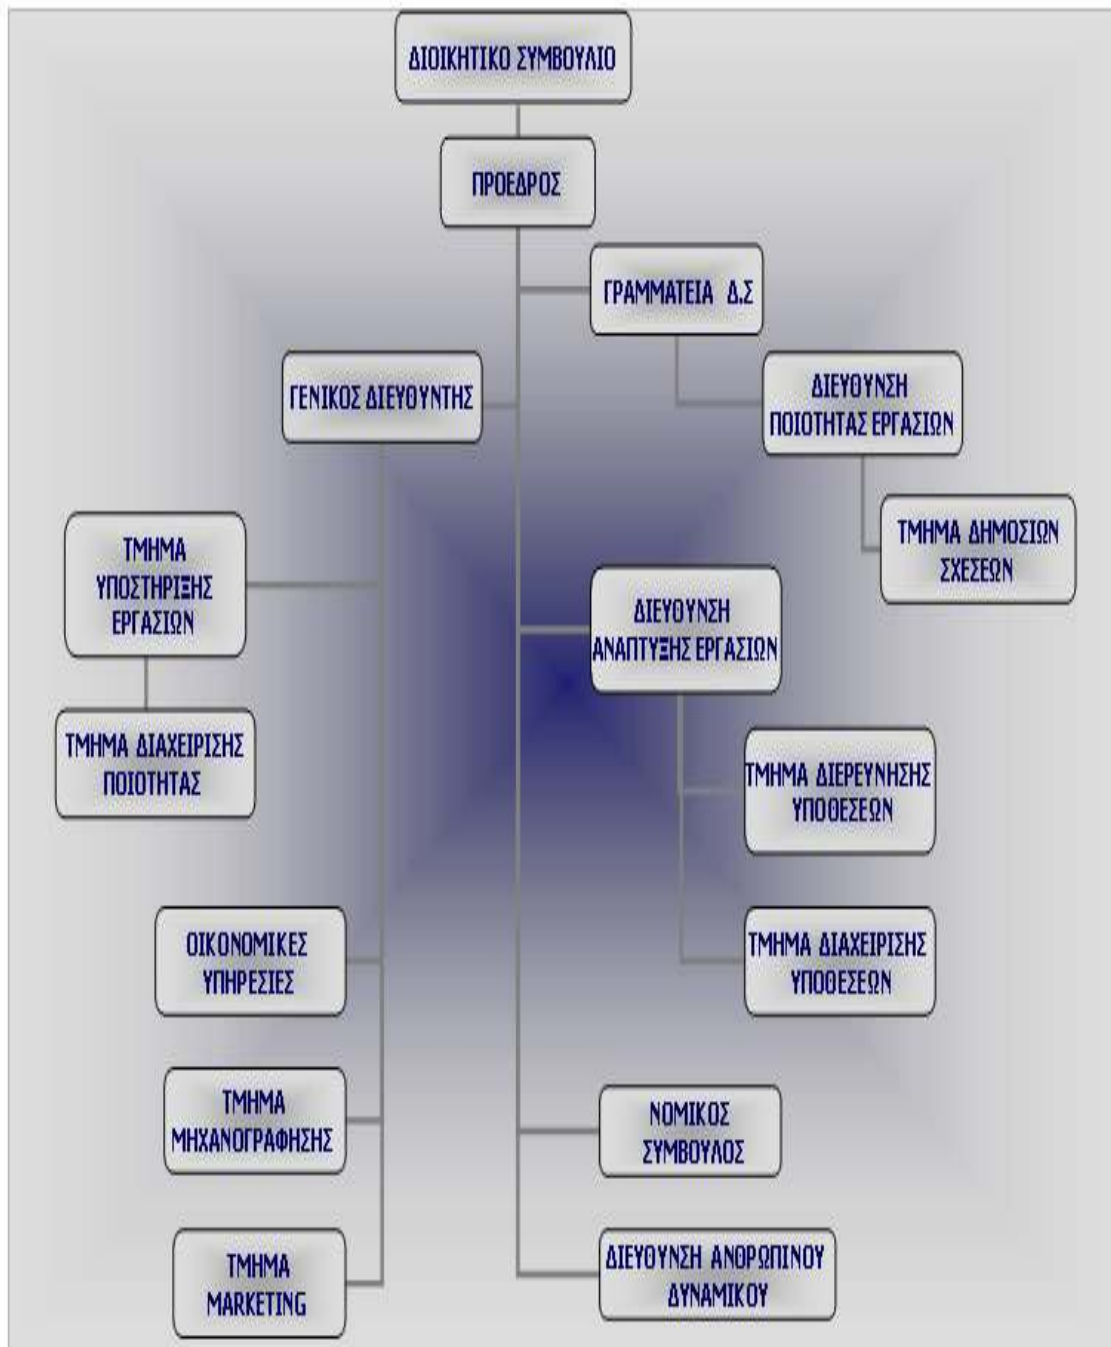 ΔΙΟΙΚΗΤΙΚΟ ΣΥΜΒΟΥΛΙΟ
ΠΡΟΕΔΡΟΣ
ΓΡΑΜΜΑΤΕΙΑ Δ.Σ
ΓΕΝΙΚΟΣ ΔΙΕΥΘΥΝΤΗΣ
ΔΙΕΥΘΥΝΣΗ
ΠΟΙΟΤΗΤΑΣ ΕΡΓΑΣΙΩΝ
ΤΜΗΜΑ ΔΗΜΟΣΙΩΝ
ΣΧΕΣΕΩΝ
ΤΜΗΜΑ
ΥΠΟΣΤΗΡΙΞΗΣ
ΕΡΓΑΣΙΩΝ
ΔΙΕΥΘΥΝΣΗ
ΑΝΑΠΤΥΞΗΣ ΕΡΓΑΣΙΩΝ
ΤΜΗΜΑ ΔΙΑΧΕΙΡΙΣΗΣ
ΠΟΙΟΤΗΤΑΣ
ΤΜΗΜΑ ΔΙΕΡΕΥΝΗΣΗΣ
ΥΠΟΘΕΣΕΩΝ
ΟΙΚΟΝΟΜΙΚΕΣ
ΥΠΗΡΕΣΙΕΣ
ΤΜΗΜΑ ΔΙΑΧΕΙΡΙΣΗΣ
ΥΠΟΘΕΣΕΩΝ
ΤΜΗΜΑ
ΜΗΧΑΝΟΓΡΑΦΗΣΗΣ
ΝΟΜΙΚΟΣ
ΣΥΜΒΟΥΛΟΣ
ΤΜΗΜΑ
MARKETING
ΔΙΕΥΘΥΝΣΗ ΑΝΘΡΩΠΙΝΟΥ
ΔΥΝΑΜΙΚΟΥ